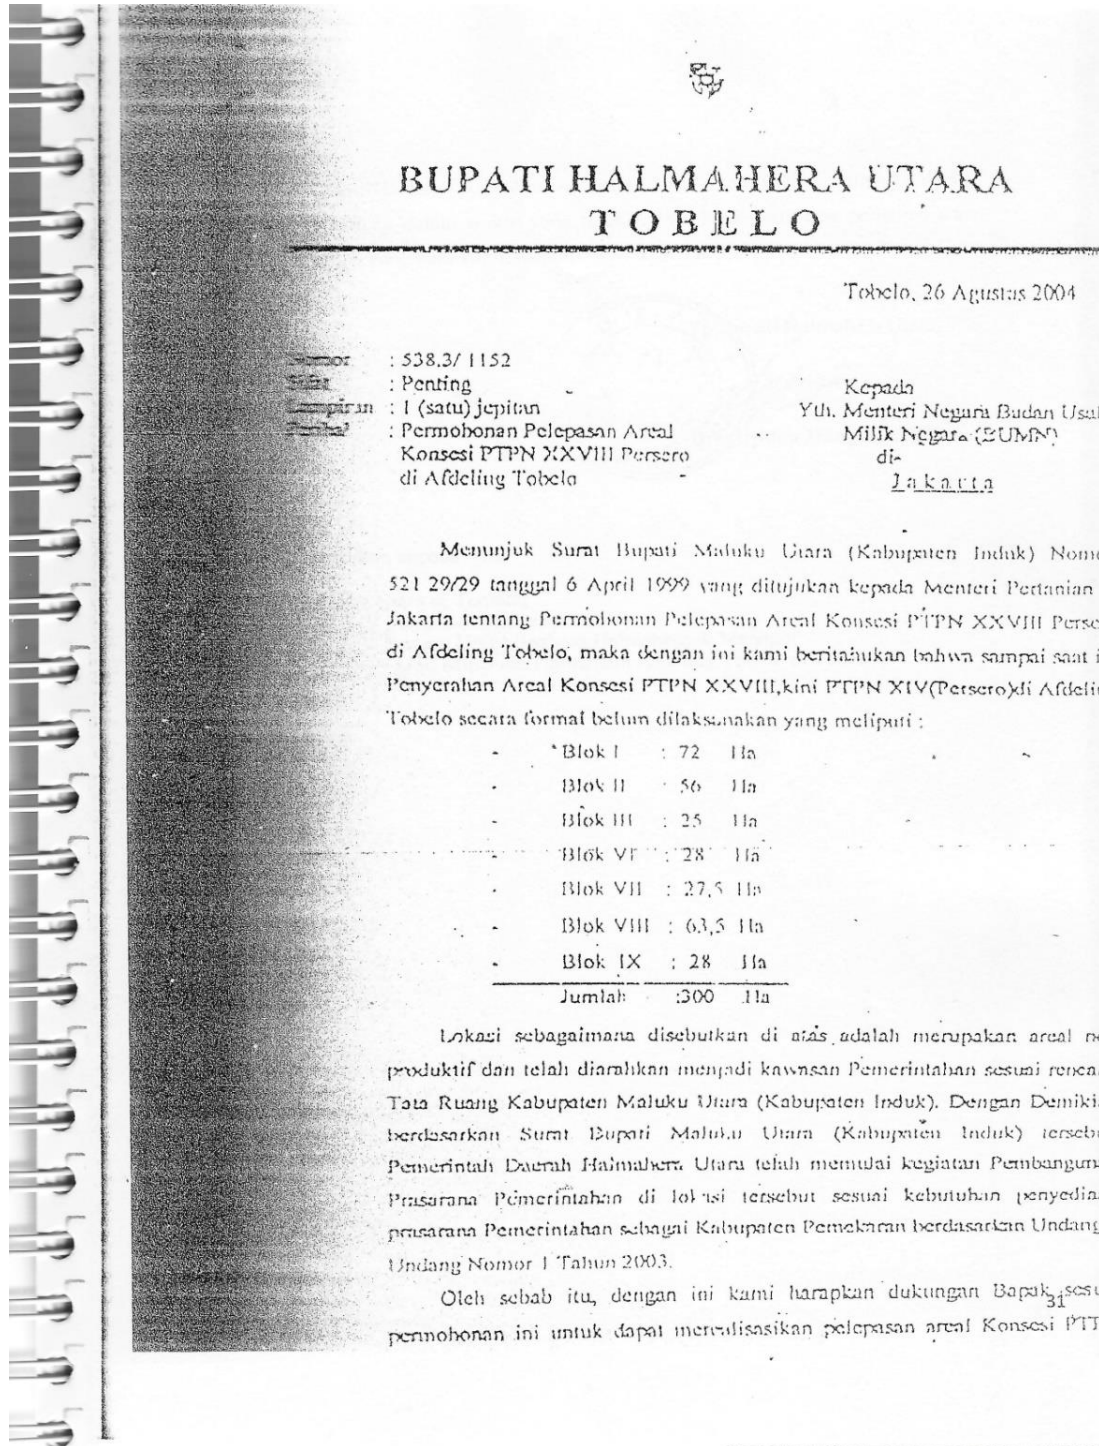 BUPATI HALMAHERA UTARA
TOBELO
Tobelo, 26 Agustus 2004
Nomor : 538.3/ 1152
Sifat : Penting
Lampiran : 1 (satu) jepitan
Perihal : Permohonan Pelepasan Areal
Konsesi PTPN XXVIII Persero
di Afdeling Tobelo
Kepada
Yth. Menteri Negara Badan Usah
Milik Negara (BUMN)
di-
Jakarta
Menunjuk Surat Bupati Maluku Utara (Kabupaten Induk) Nomo
521 29/29 tanggal 6 April 1999 yang ditujukan kepada Menteri Pertanian
Jakarta tentang Permohonan Pelepasan Areal Konsesi PTPN XXVIII Perse
di Afdeling Tobelo, maka dengan ini kami beritahukan bahwa sampai saat i
Penyerahan Areal Konsesi PTPN XXVIII,kini PTPN XIV(Persero)di Afdeli
Tobelo secara formal belum dilaksanakan yang meliputi :
- Blok I : 72 Ha
- Blok II : 56 Ha
- Blok III : 25 Ha
- Blok VI : 28 Ha
- Blok VII : 27,5 Ha
- Blok VIII : 63,5 Ha
- Blok IX : 28 Ha
Jumlah :300 Ha
Lokasi sebagaimana disebutkan di atas adalah merupakan areal no
produktif dan telah diarahkan menjadi kawasan Pemerintahan sesuai renca
Tata Ruang Kabupaten Maluku Utara (Kabupaten Induk). Dengan Demiki
berdasarkan Surat Bupati Maluku Utara (Kabupaten Induk) tersebu
Pemerintah Daerah Halmahera Utara telah memulai kegiatan Pembanguna
Prasarana Pemerintahan di lokasi tersebut sesuai kebutuhan penyedia
prasarana Pemerintahan sebagai Kabupaten Pemekaran berdasarkan Undang
Undang Nomor 1 Tahun 2003.
Oleh sebab itu, dengan ini kami harapkan dukungan Bapak sesu
31
permohonan ini untuk dapat merealisasikan pelepasan areal Konsesi PTP